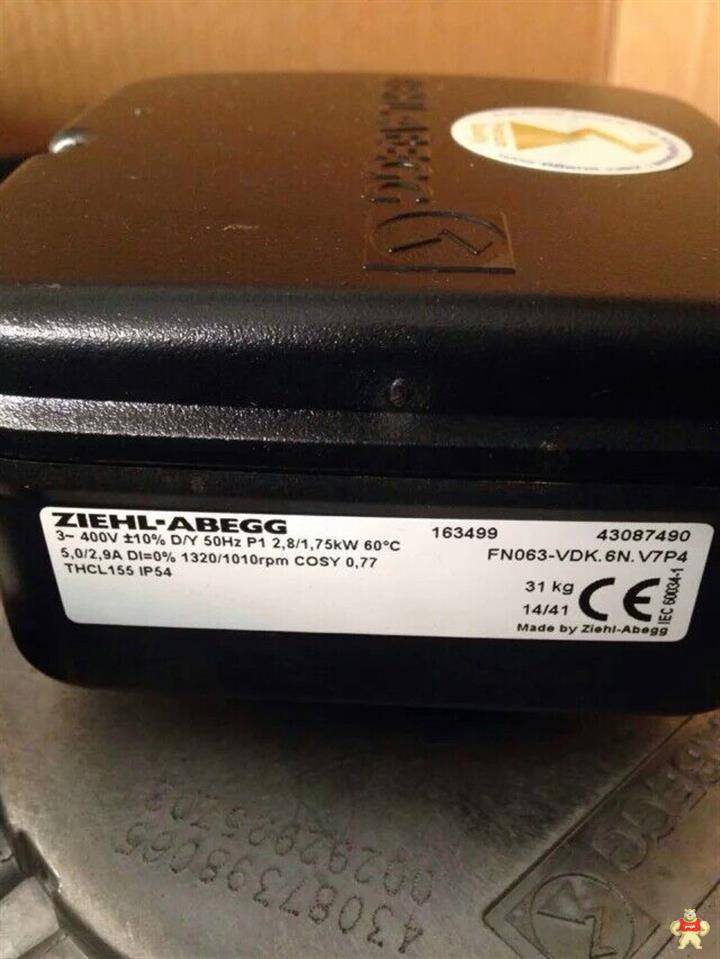 ZIEHL-ABEGG 163499 43087490
3~ 400V ±10% D/Y 50Hz P1 2,8/1,75kW 60°C FN063-VDK.6N.V7P4
5,0/2,9A DI=0% 1320/1010rpm COSY 0,77
THCL155 IP54
31 kg
14/41
CE
IEC 60034-1
Made by Ziehl-Abegg
43087398065